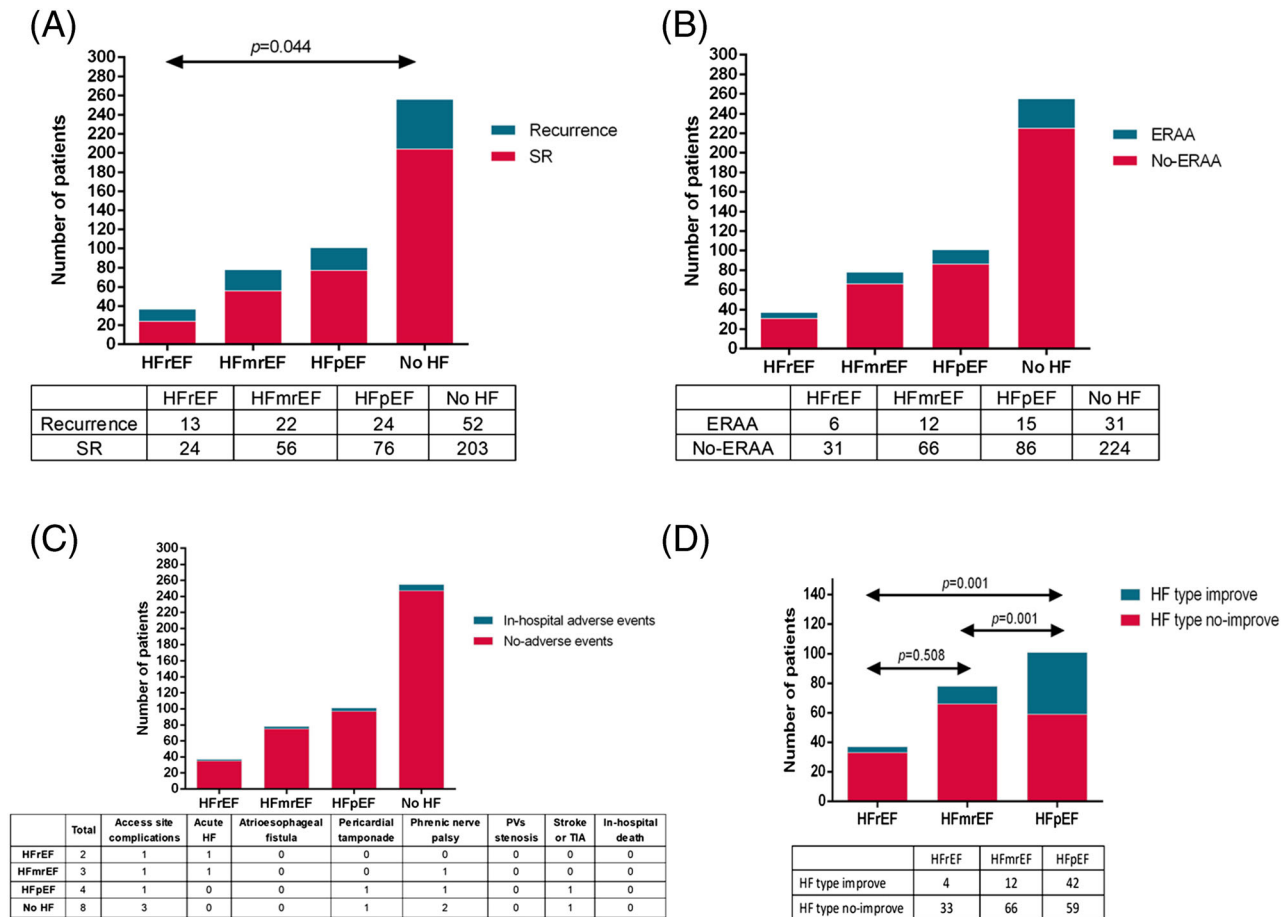 (A)
p=0.044
300
280
260
240
220
200
180
160
140
120
100
80
60
40
20
0
Number of patients
HFrEF HFmrEF HFpEF No HF
Recurrence
SR
HFrEF HFmrEF HFpEF No HF
Recurrence 13 22 24 52
SR 24 56 76 203
(B)
300
280
260
240
220
200
180
160
140
120
100
80
60
40
20
0
Number of patients
HFrEF HFmrEF HFpEF No HF
ERAA
No-ERAA
HFrEF HFmrEF HFpEF No HF
ERAA 6 12 15 31
No-ERAA 31 66 86 224
(C)
300
280
260
240
220
200
180
160
140
120
100
80
60
40
20
0
Number of patients
HFrEF HFmrEF HFpEF No HF
In-hospital adverse events
No-adverse events
Total Access site complications Acute HF Atrioesophageal fistula Pericardial tamponade Phrenic nerve palsy PVs stenosis Stroke or TIA In-hospital death
HFrEF 2 1 1 0 0 0 0 0 0
HFmrEF 3 1 1 0 0 1 0 0 0
HFpEF 4 1 0 0 1 1 0 1 0
No HF 8 3 0 0 1 2 0 1 0
(D)
140
120
100
80
60
40
20
0
Number of patients
p=0.001
p=0.001
p=0.508
HFrEF HFmrEF HFpEF
HF type improve
HF type no-improve
HFrEF HFmrEF HFpEF
HF type improve 4 12 42
HF type no-improve 33 66 59